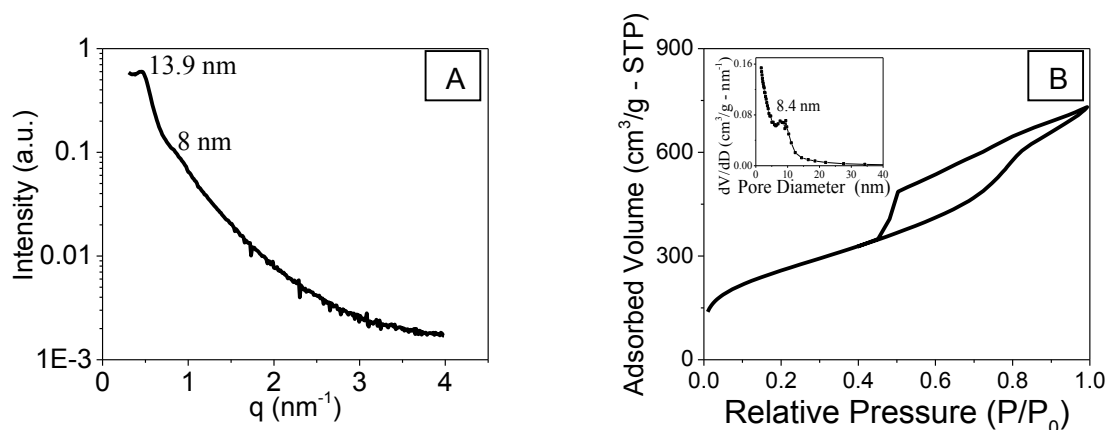 A
13.9 nm
8 nm
1
0.1
0.01
1E-3
Intensity (a.u.)
0 1 2 3 4
q (nm⁻¹)
B
900
600
300
0
Adsorbed Volume (cm³/g - STP)
0.0 0.2 0.4 0.6 0.8 1.0
Relative Pressure (P/P₀)
0.16
0.08
0.00
dV/dD (cm³/g - nm⁻¹)
8.4 nm
0 10 20 30 40
Pore Diameter (nm)